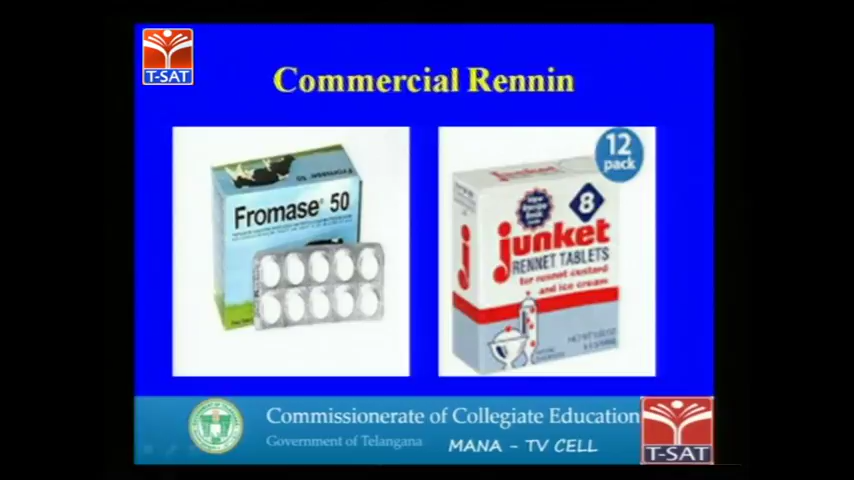 T-SAT
Commercial Rennin
Fromase® 50
12
pack
8
junket
RENNET TABLETS
for rennet custard
and ice cream
Commissionerate of Collegiate Education
Government of Telangana
MANA - TV CELL
T-SAT